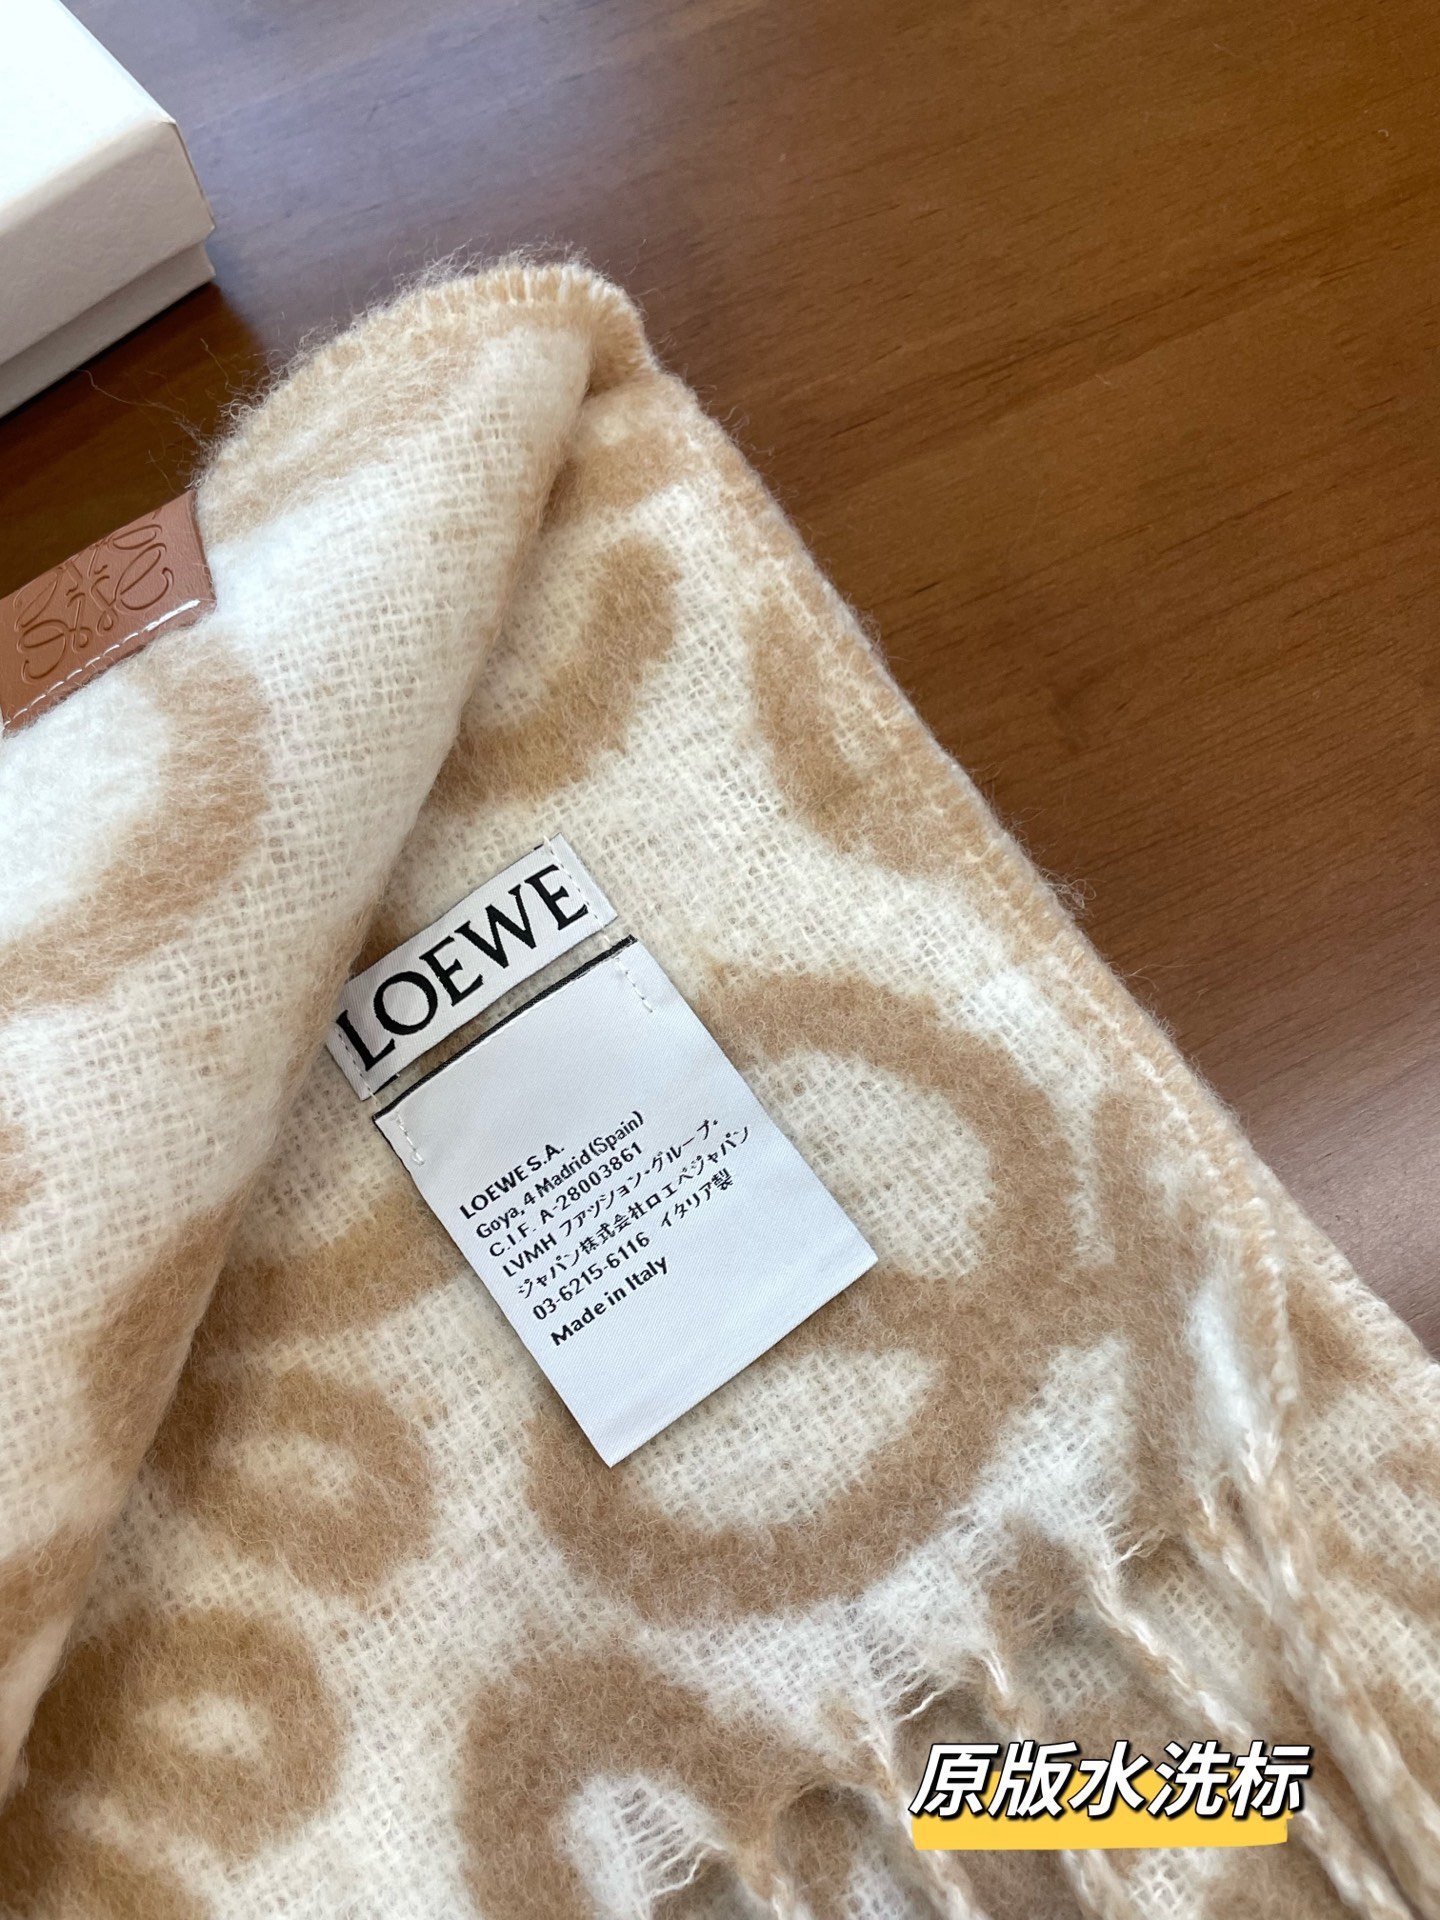 LOEWE
LOEWE S.A.
Goya, 4 Madrid (Spain)
C.I.F. A-28003861
LVMH ファッション・グループ・
ジャパン株式会社ロエベジャパン
03-6215-6116 イタリア製
Made in Italy
原版水洗标